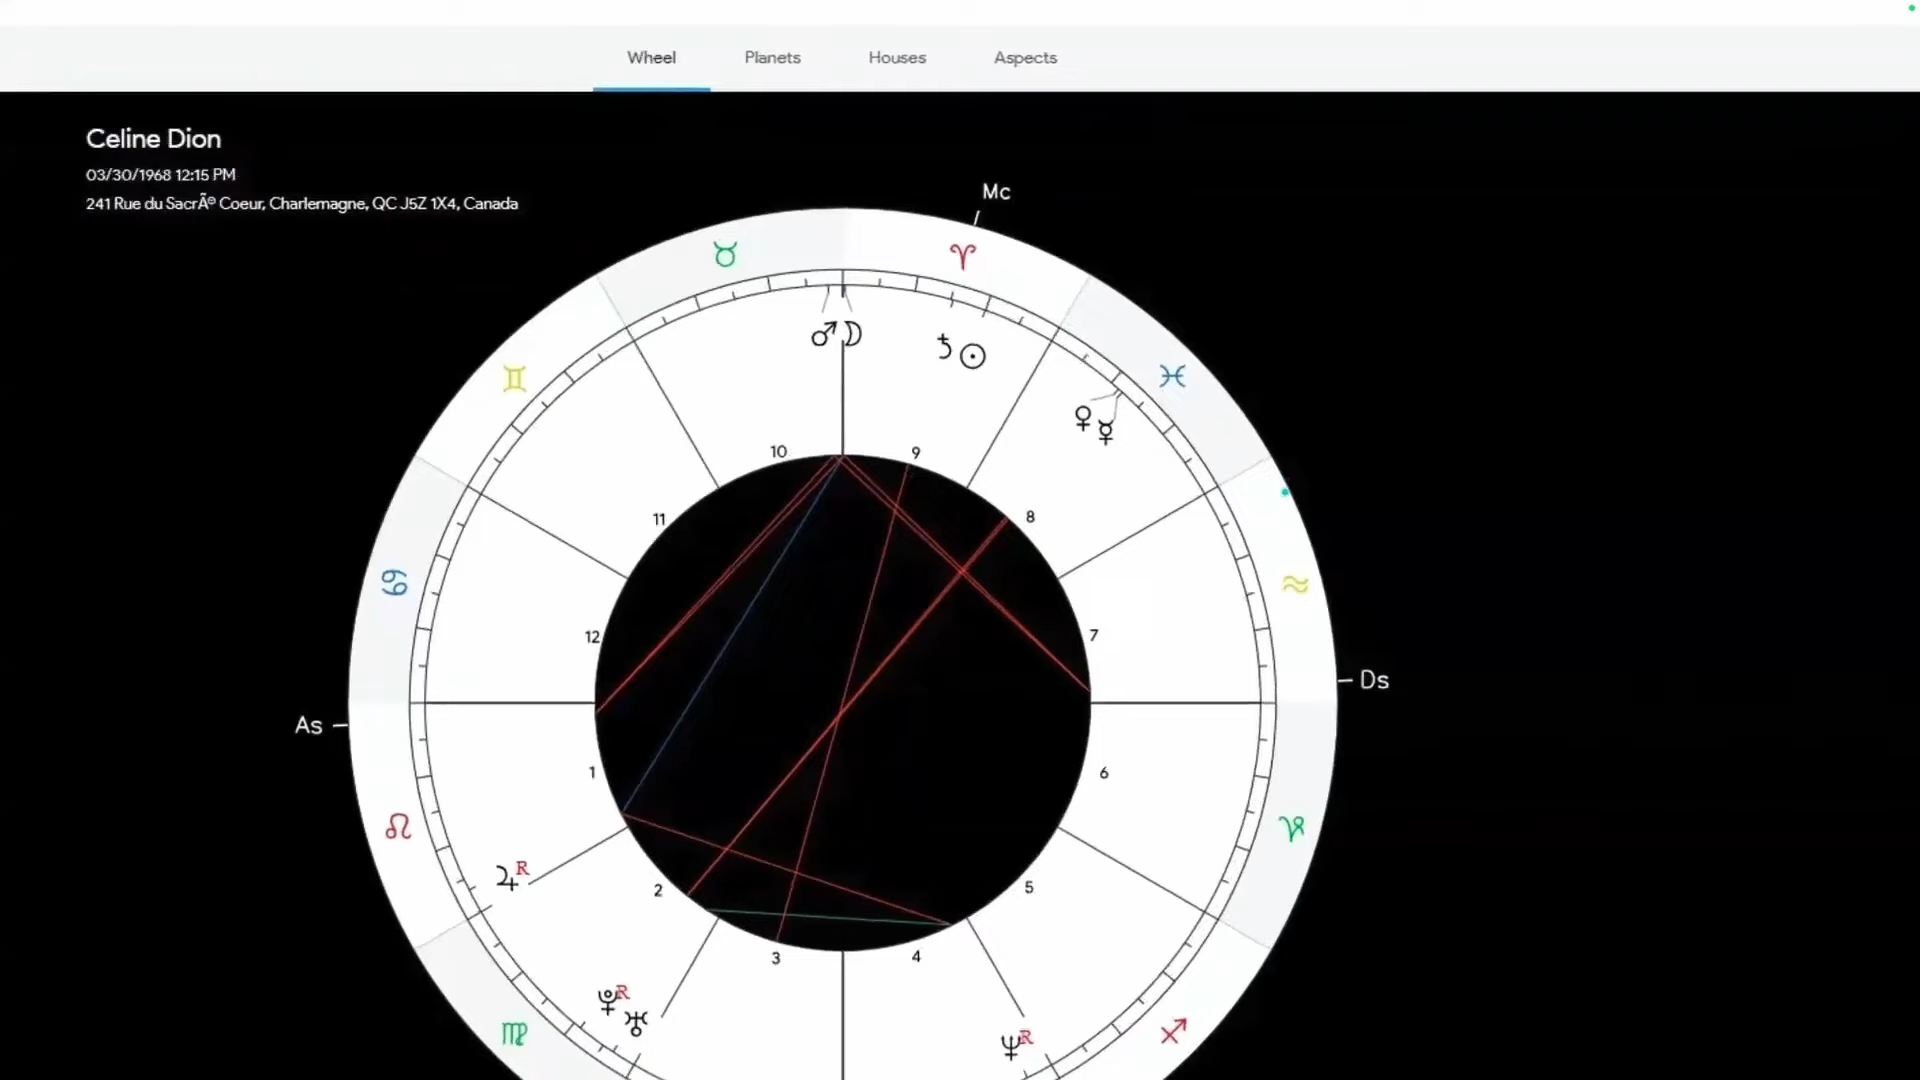 Wheel Planets Houses Aspects
Celine Dion
03/30/1968 12:15 PM
241 Rue du SacrÃ© Coeur, Charlemagne, QC J5Z 1X4, Canada
Mc
♉ ♈
♊ ♓
♂☽ ♄☉
♀☿
10 9
11 8
♋ ♒
12 7
As Ds
1 6
♌ ♑
♃R
2 5
3 4
♇R
♅
♆R
♍ ♐